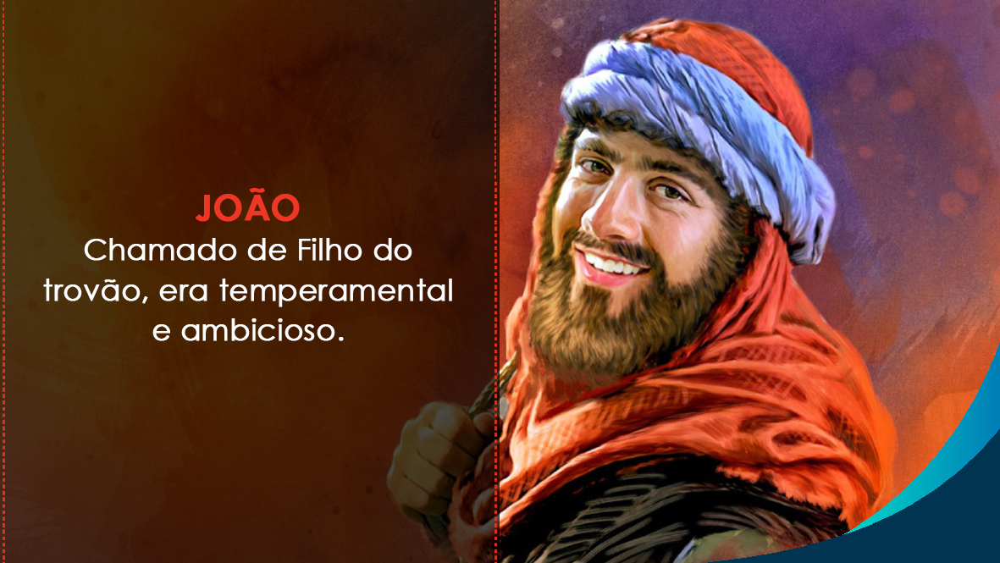 JOÃO
Chamado de Filho do
trovão, era temperamental
e ambicioso.